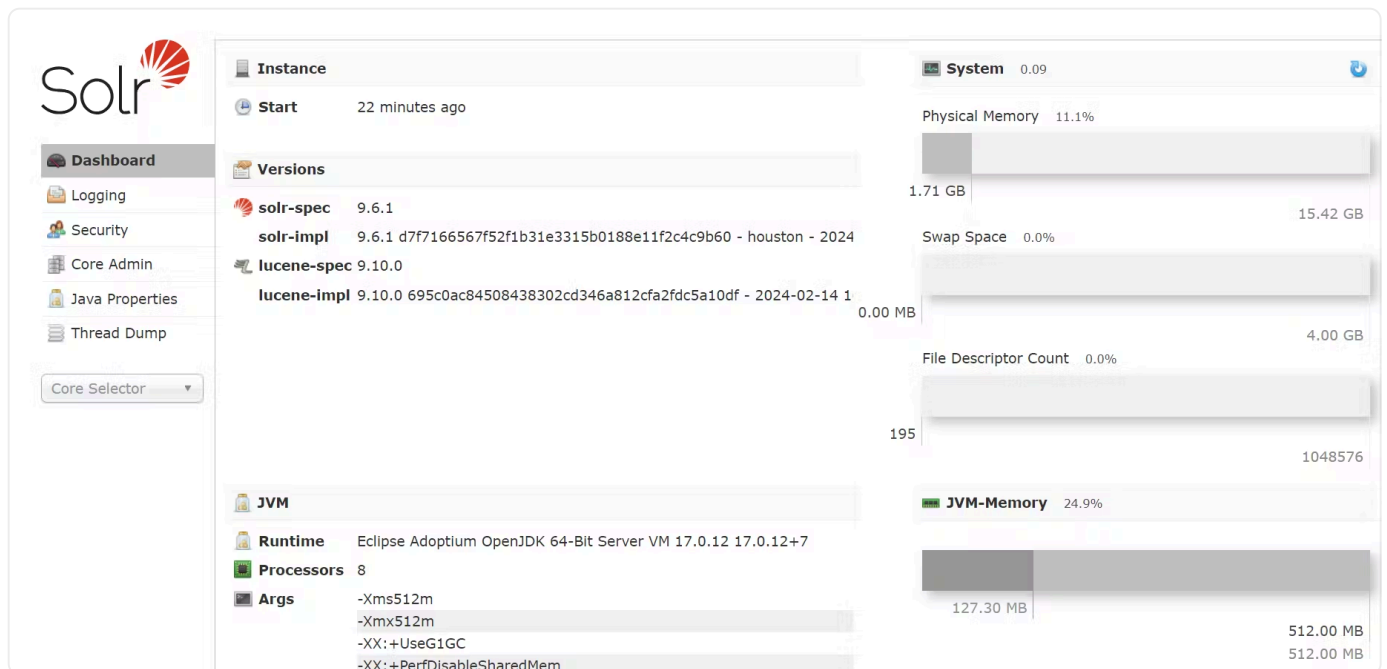 Solr
Dashboard
Logging
Security
Core Admin
Java Properties
Thread Dump
Core Selector
Instance
Start 22 minutes ago
Versions
solr-spec 9.6.1
solr-impl 9.6.1 d7f7166567f52f1b31e3315b0188e11f2c4c9b60 - houston - 2024
lucene-spec 9.10.0
lucene-impl 9.10.0 695c0ac84508438302cd346a812cfa2fdc5a10df - 2024-02-14 1
JVM
Runtime Eclipse Adoptium OpenJDK 64-Bit Server VM 17.0.12 17.0.12+7
Processors 8
Args -Xms512m
-Xmx512m
-XX:+UseG1GC
-XX:+PerfDisableSharedMem
System 0.09
Physical Memory 11.1%
1.71 GB
15.42 GB
Swap Space 0.0%
0.00 MB
4.00 GB
File Descriptor Count 0.0%
195
1048576
JVM-Memory 24.9%
127.30 MB
512.00 MB
512.00 MB